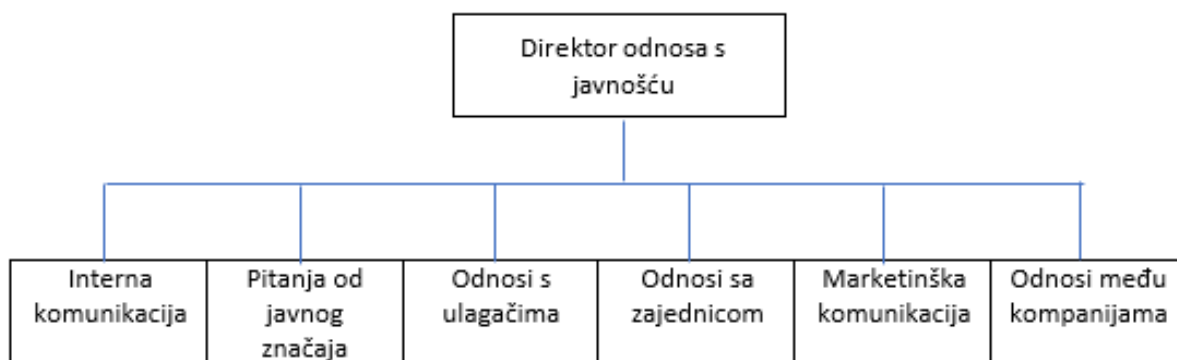 Direktor odnosa s
javnošću
Interna
komunikacija
Pitanja od
javnog
značaja
Odnosi s
ulagačima
Odnosi sa
zajednicom
Marketinška
komunikacija
Odnosi među
kompanijama